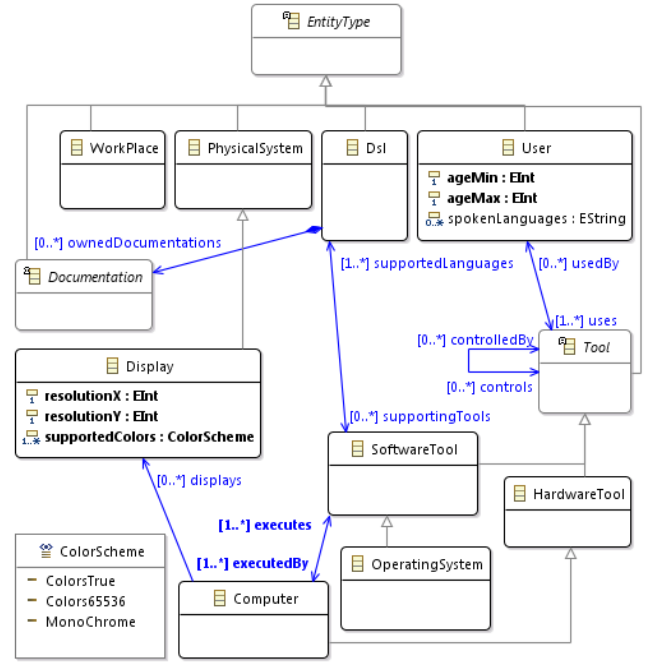 EntityType
WorkPlace
PhysicalSystem
Dsl
User
ageMin : EInt
ageMax : EInt
spokenLanguages : EString
[0..*] ownedDocumentations
[1..*] supportedLanguages
[0..*] usedBy
Documentation
[1..*] uses
[0..*] controlledBy
Tool
[0..*] controls
Display
resolutionX : EInt
resolutionY : EInt
supportedColors : ColorScheme
[0..*] supportingTools
SoftwareTool
[0..*] displays
HardwareTool
[1..*] executes
[1..*] executedBy
ColorScheme
ColorsTrue
Colors65536
MonoChrome
OperatingSystem
Computer